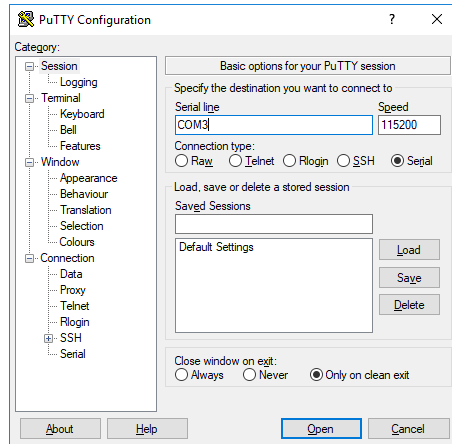 PuTTY Configuration
?
Category:
Session
Logging
Terminal
Keyboard
Bell
Features
Window
Appearance
Behaviour
Translation
Selection
Colours
Connection
Data
Proxy
Telnet
Rlogin
SSH
Serial
Basic options for your PuTTY session
Specify the destination you want to connect to
Serial line Speed
COM3 115200
Connection type:
Raw Telnet Rlogin SSH Serial
Load, save or delete a stored session
Saved Sessions
Default Settings
Load
Save
Delete
Close window on exit:
Always Never Only on clean exit
About Help Open Cancel